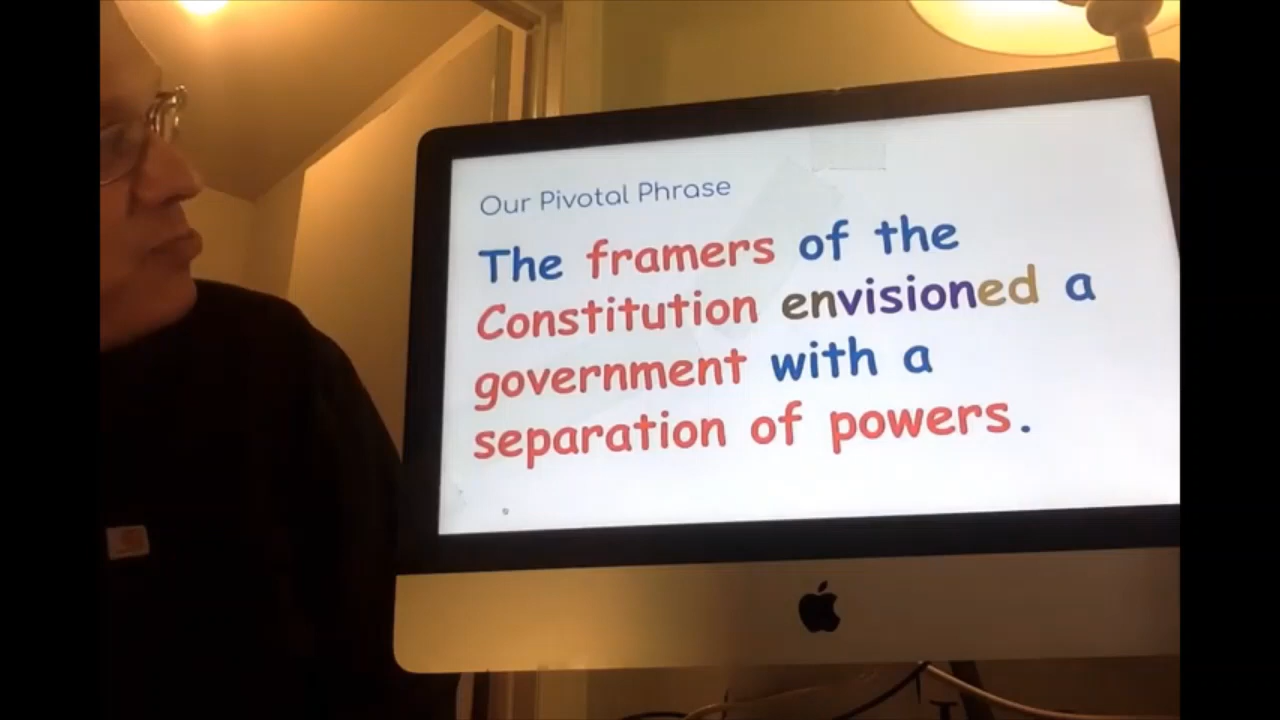 Our Pivotal Phrase
The framers of the
Constitution envisioned a
government with a
separation of powers.